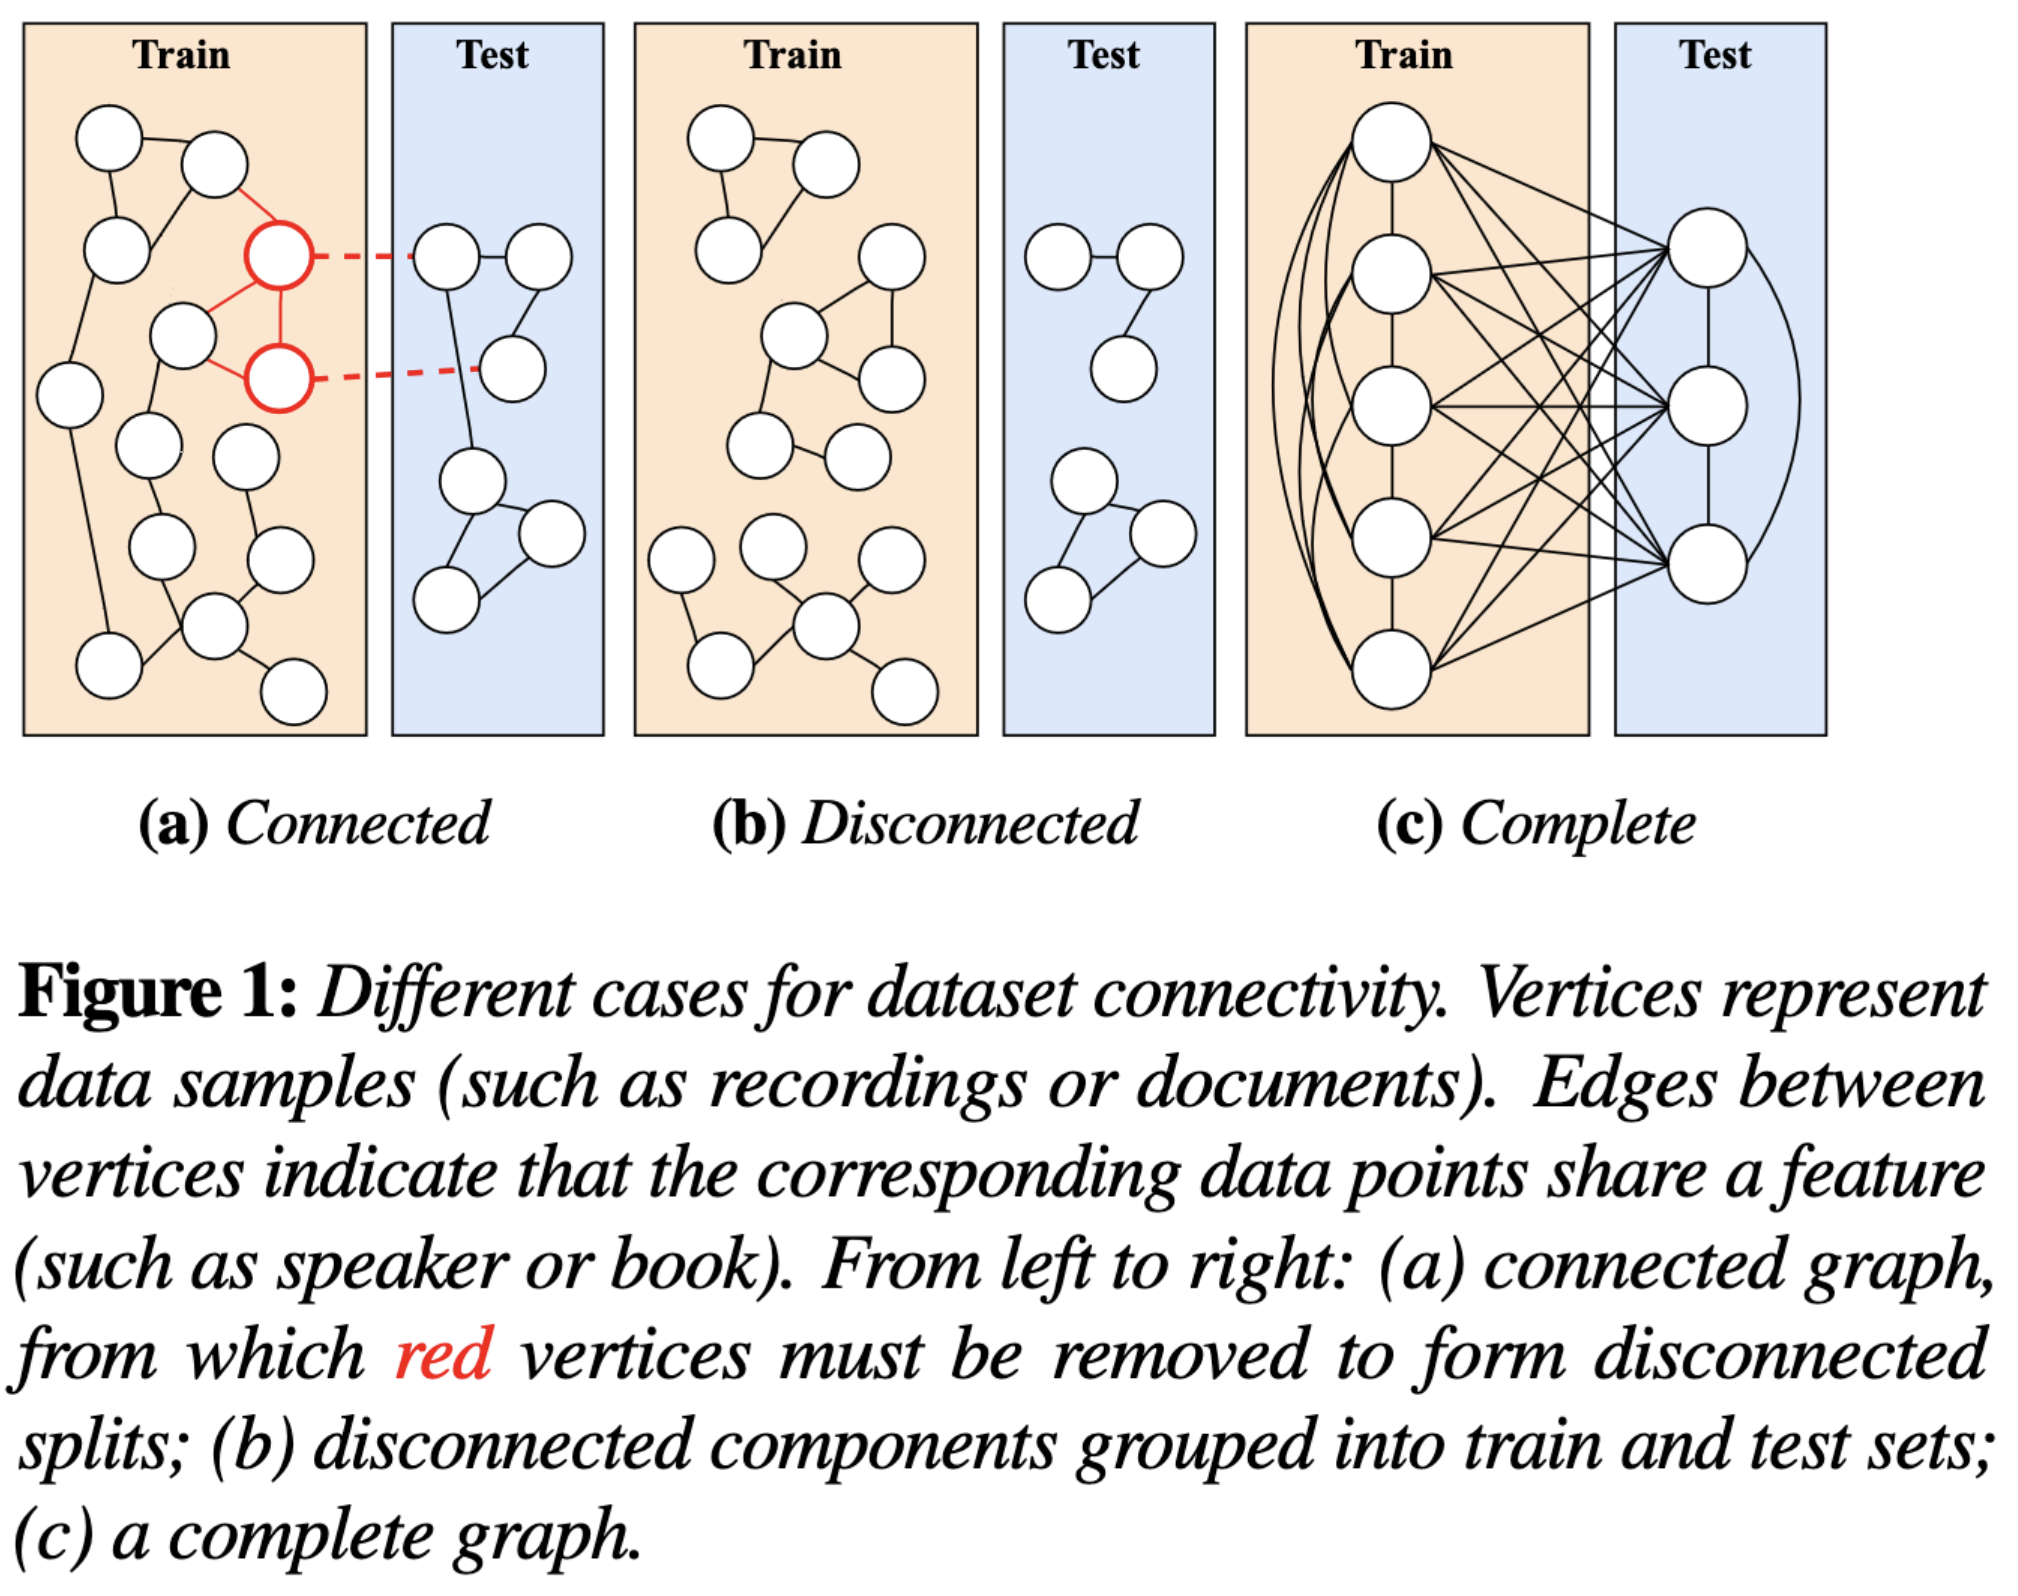 Train Test Train Test Train Test
(a) Connected (b) Disconnected (c) Complete
Figure 1: Different cases for dataset connectivity. Vertices represent
data samples (such as recordings or documents). Edges between
vertices indicate that the corresponding data points share a feature
(such as speaker or book). From left to right: (a) connected graph,
from which red vertices must be removed to form disconnected
splits; (b) disconnected components grouped into train and test sets;
(c) a complete graph.